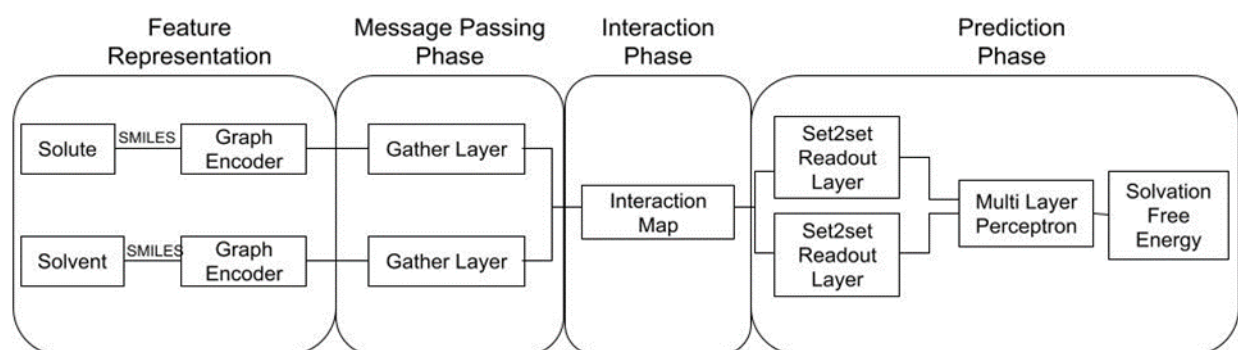 Feature
Representation
Message Passing
Phase
Interaction
Phase
Prediction
Phase
Solute
SMILES
Graph
Encoder
Gather Layer
Solvent
SMILES
Graph
Encoder
Gather Layer
Interaction
Map
Set2set
Readout
Layer
Set2set
Readout
Layer
Multi Layer
Perceptron
Solvation
Free
Energy